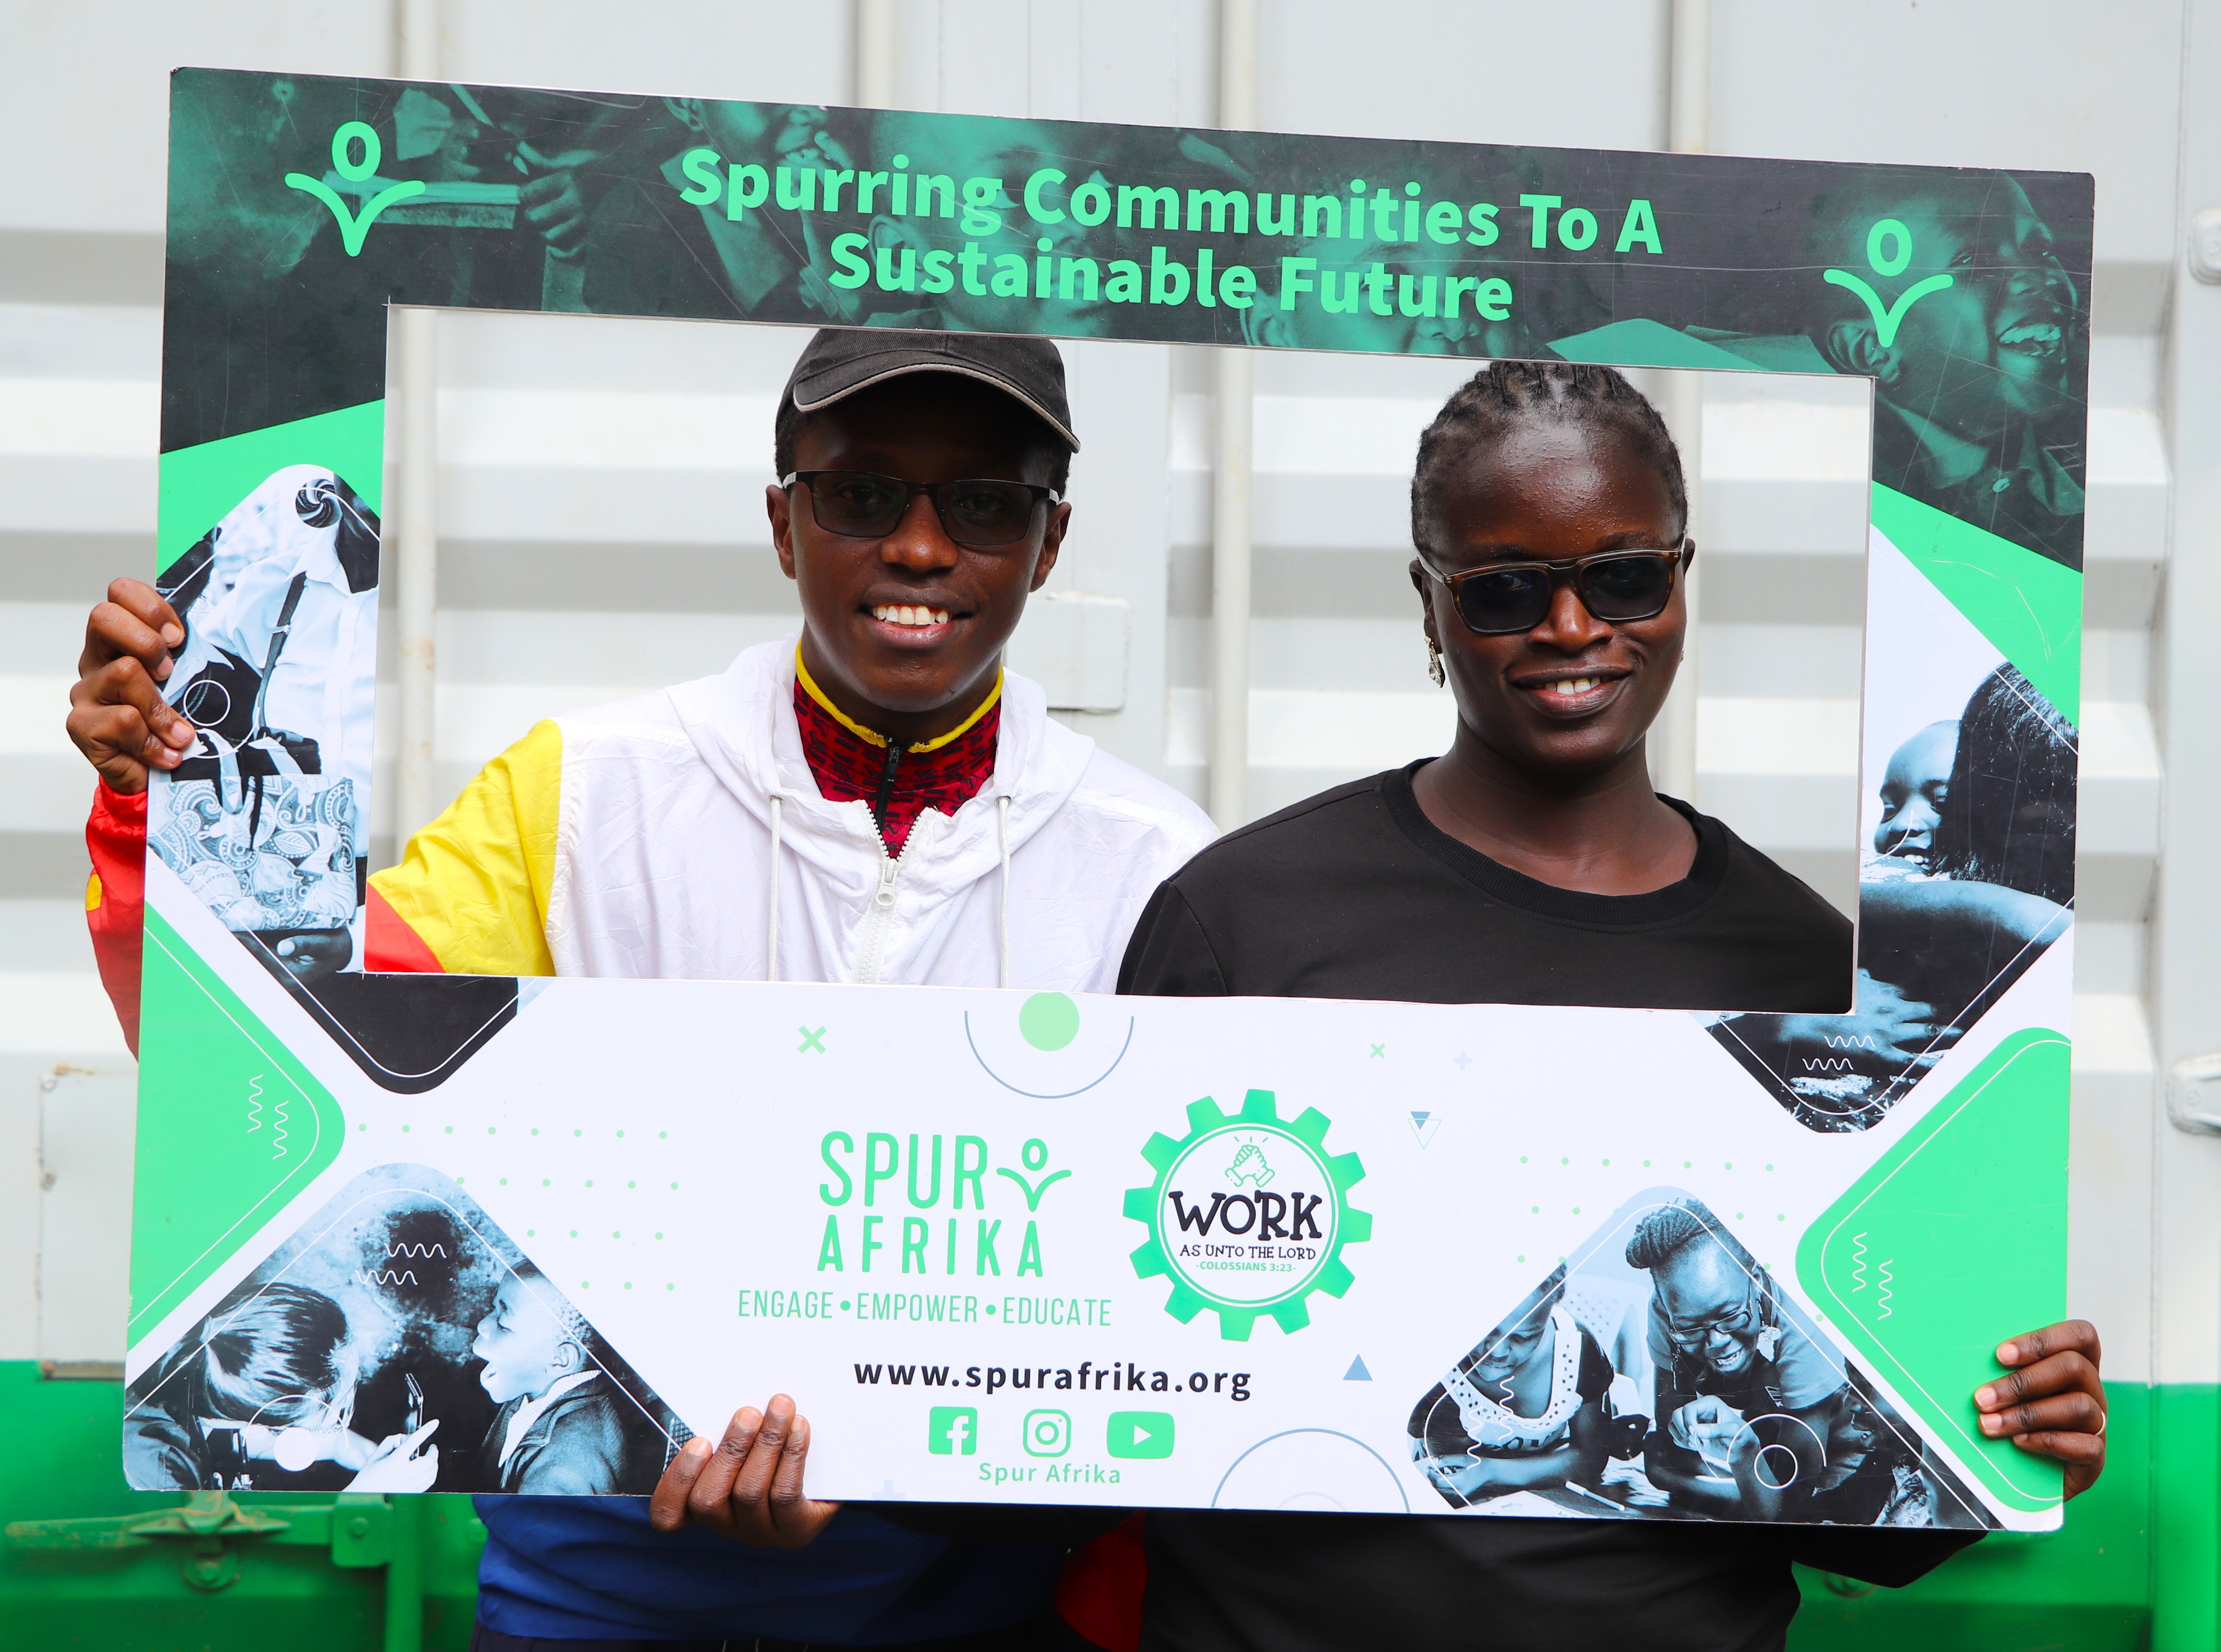 Spurring Communities To A
Sustainable Future
SPUR
AFRIKA
ENGAGE • EMPOWER • EDUCATE
WORK
AS UNTO THE LORD
-COLOSSIANS 3:23-
www.spurafrika.org
Spur Afrika